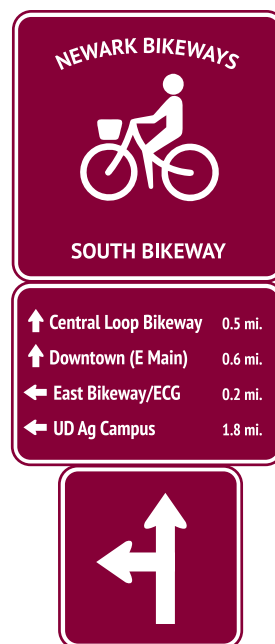 NEWARK BIKEWAYS
SOUTH BIKEWAY
Central Loop Bikeway 0.5 mi.
Downtown (E Main) 0.6 mi.
East Bikeway/ECG 0.2 mi.
UD Ag Campus 1.8 mi.